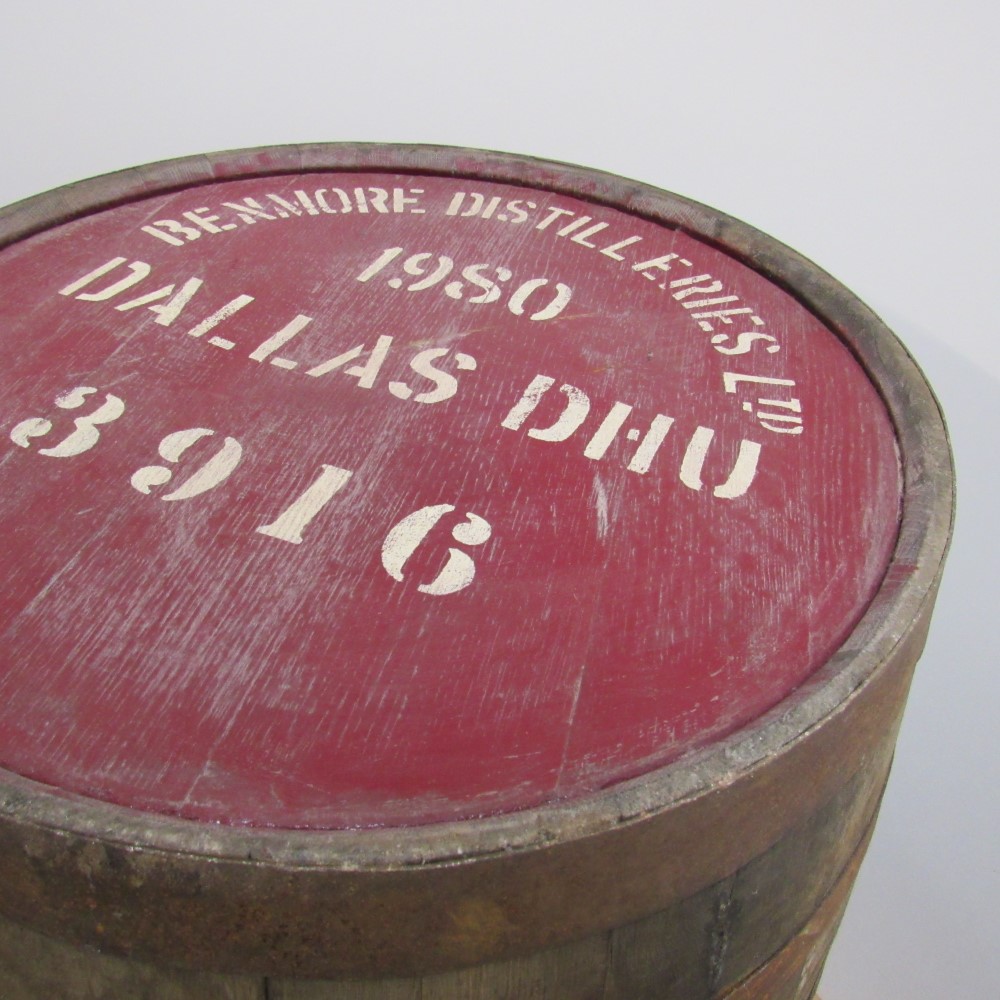 BENMORE DISTILLERIES LTD
1980
DALLAS DHU
3916